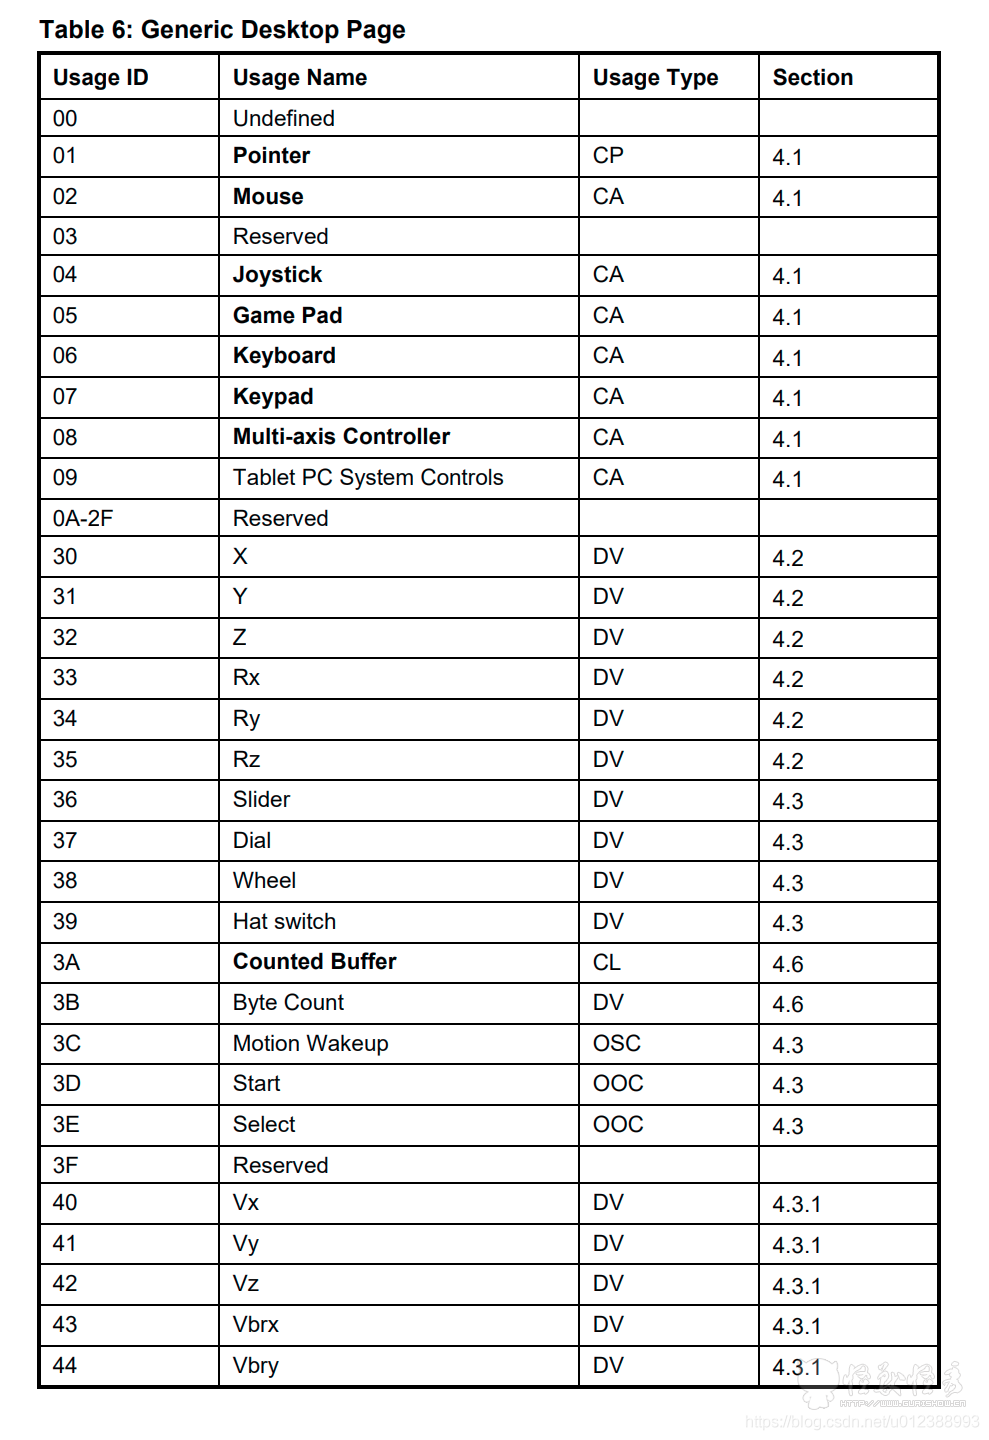 Table 6: Generic Desktop Page
Usage ID Usage Name Usage Type Section
00 Undefined
01 Pointer CP 4.1
02 Mouse CA 4.1
03 Reserved
04 Joystick CA 4.1
05 Game Pad CA 4.1
06 Keyboard CA 4.1
07 Keypad CA 4.1
08 Multi-axis Controller CA 4.1
09 Tablet PC System Controls CA 4.1
0A-2F Reserved
30 X DV 4.2
31 Y DV 4.2
32 Z DV 4.2
33 Rx DV 4.2
34 Ry DV 4.2
35 Rz DV 4.2
36 Slider DV 4.3
37 Dial DV 4.3
38 Wheel DV 4.3
39 Hat switch DV 4.3
3A Counted Buffer CL 4.6
3B Byte Count DV 4.6
3C Motion Wakeup OSC 4.3
3D Start OOC 4.3
3E Select OOC 4.3
3F Reserved
40 Vx DV 4.3.1
41 Vy DV 4.3.1
42 Vz DV 4.3.1
43 Vbrx DV 4.3.1
44 Vbry DV 4.3.1
https://blog.csdn.net/u012388993